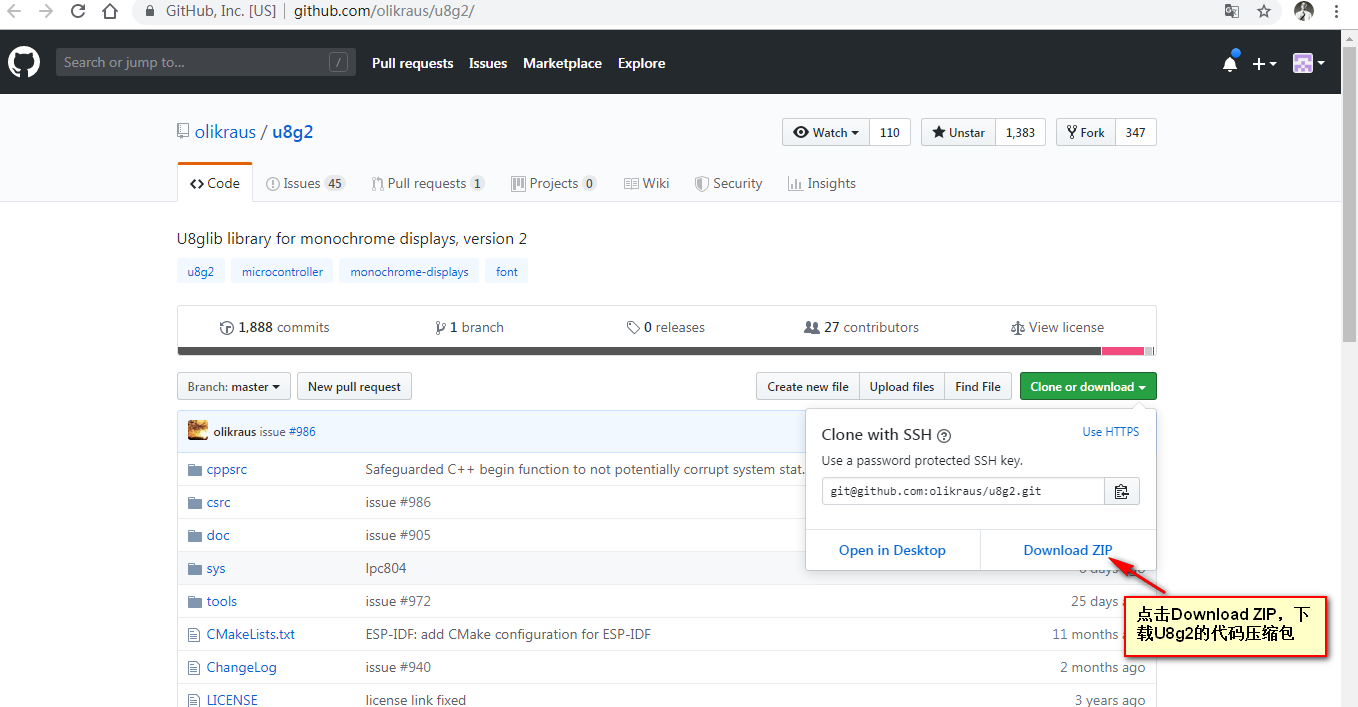 GitHub, Inc. [US] | github.com/olikraus/u8g2/
Search or jump to... /
Pull requests Issues Marketplace Explore
olikraus / u8g2
Watch 110 Unstar 1,383 Fork 347
Code Issues 45 Pull requests 1 Projects 0 Wiki Security Insights
U8glib library for monochrome displays, version 2
u8g2 microcontroller monochrome-displays font
1,888 commits 1 branch 0 releases 27 contributors View license
Branch: master New pull request Create new file Upload files Find File Clone or download
olikraus issue #986
Clone with SSH ? Use HTTPS
Use a password protected SSH key.
git@github.com:olikraus/u8g2.git
Open in Desktop Download ZIP
cppsrc Safeguarded C++ begin function to not potentially corrupt system stat.
csrc issue #986
doc issue #905
sys lpc804 days ago
tools issue #972 25 days
CMakeLists.txt ESP-IDF: add CMake configuration for ESP-IDF 11 months
ChangeLog issue #940 2 months ago
LICENSE license link fixed 3 years ago
点击Download ZIP，下
载U8g2的代码压缩包